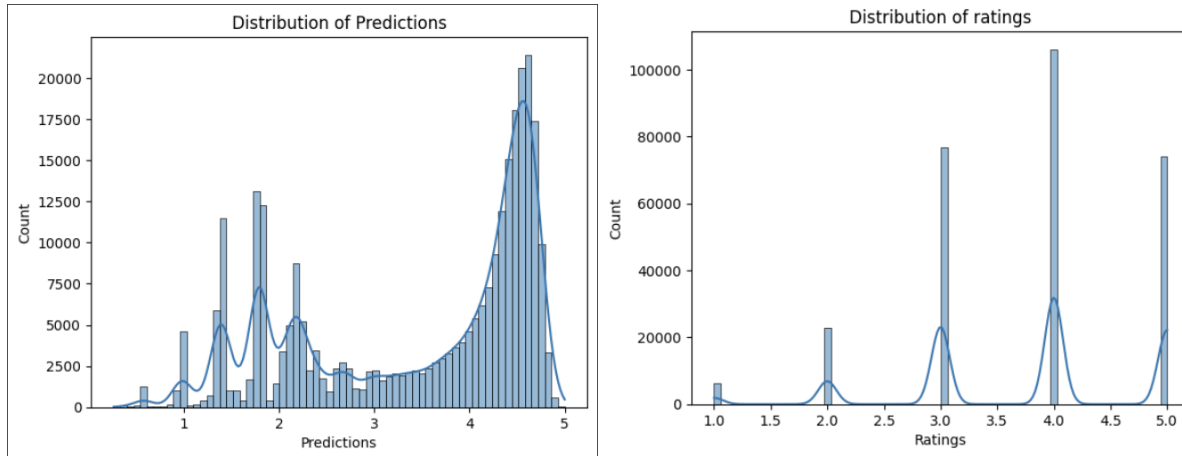 Distribution of Predictions
20000
17500
15000
12500
10000
7500
5000
2500
0
Count
1 2 3 4 5
Predictions
Distribution of ratings
100000
80000
60000
40000
20000
0
Count
1.0 1.5 2.0 2.5 3.0 3.5 4.0 4.5 5.0
Ratings